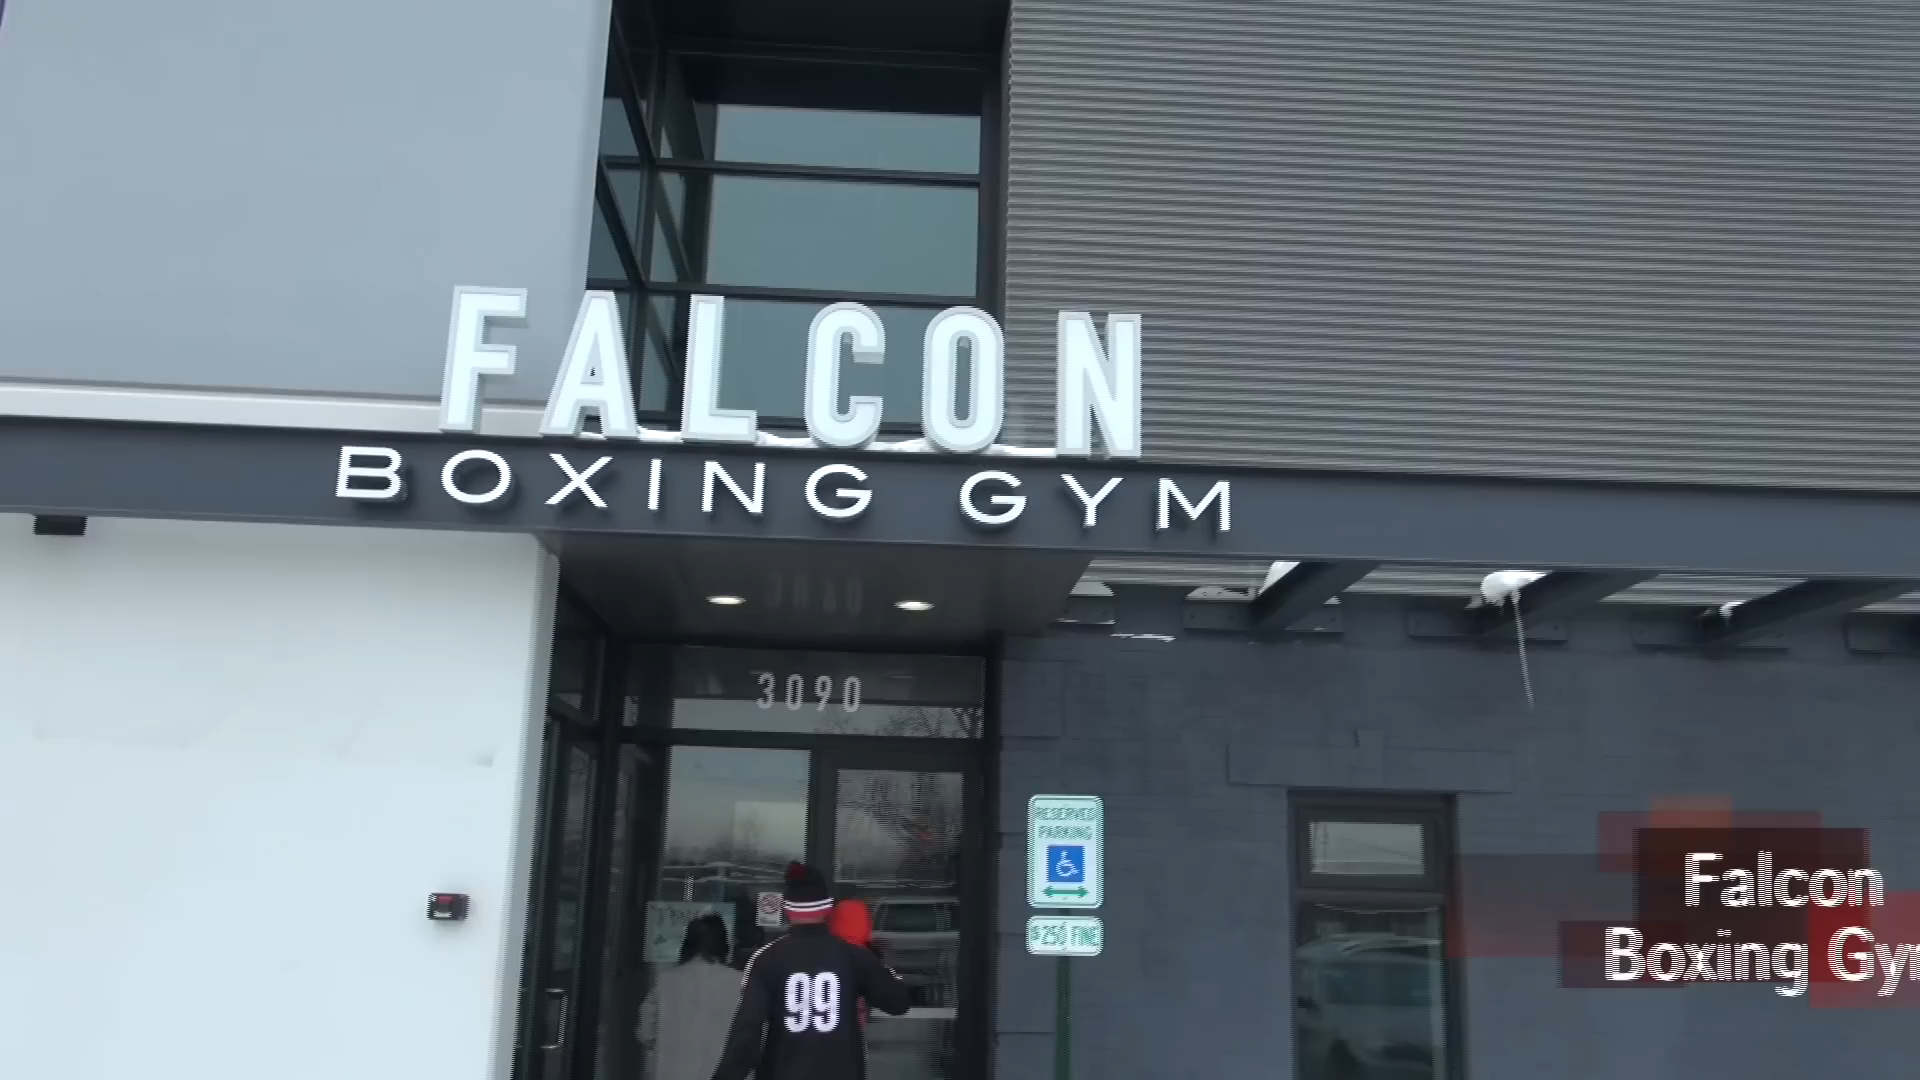 FALCON
BOXING GYM
3090
RESERVED
PARKING
$250 FINE
99
Falcon
Boxing Gy